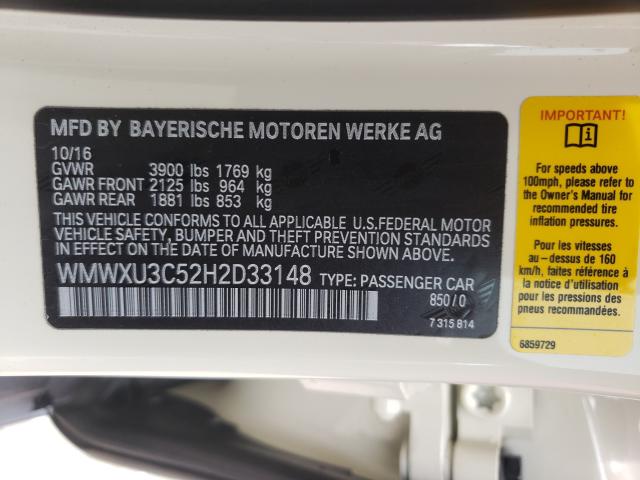 MFD BY BAYERISCHE MOTOREN WERKE AG
10/16
GVWR 3900 lbs 1769 kg
GAWR FRONT 2125 lbs 964 kg
GAWR REAR 1881 lbs 853 kg
THIS VEHICLE CONFORMS TO ALL APPLICABLE U.S.FEDERAL MOTOR
VEHICLE SAFETY, BUMPER AND THEFT PREVENTION STANDARDS
IN EFFECT ON THE DATE OF MANUFACTURE SHOWN ABOVE.
WMWXU3C52H2D33148 TYPE: PASSENGER CAR
850/0
7 315 814
IMPORTANT!
For speeds above
100mph, please refer to
the Owner's Manual for
recommended tire
inflation pressures.
Pour les vitesses
au-dessus de 160
km/h,faites référence à
la notice d'utilisation
pour les pressions des
pneus recommandées.
6859729